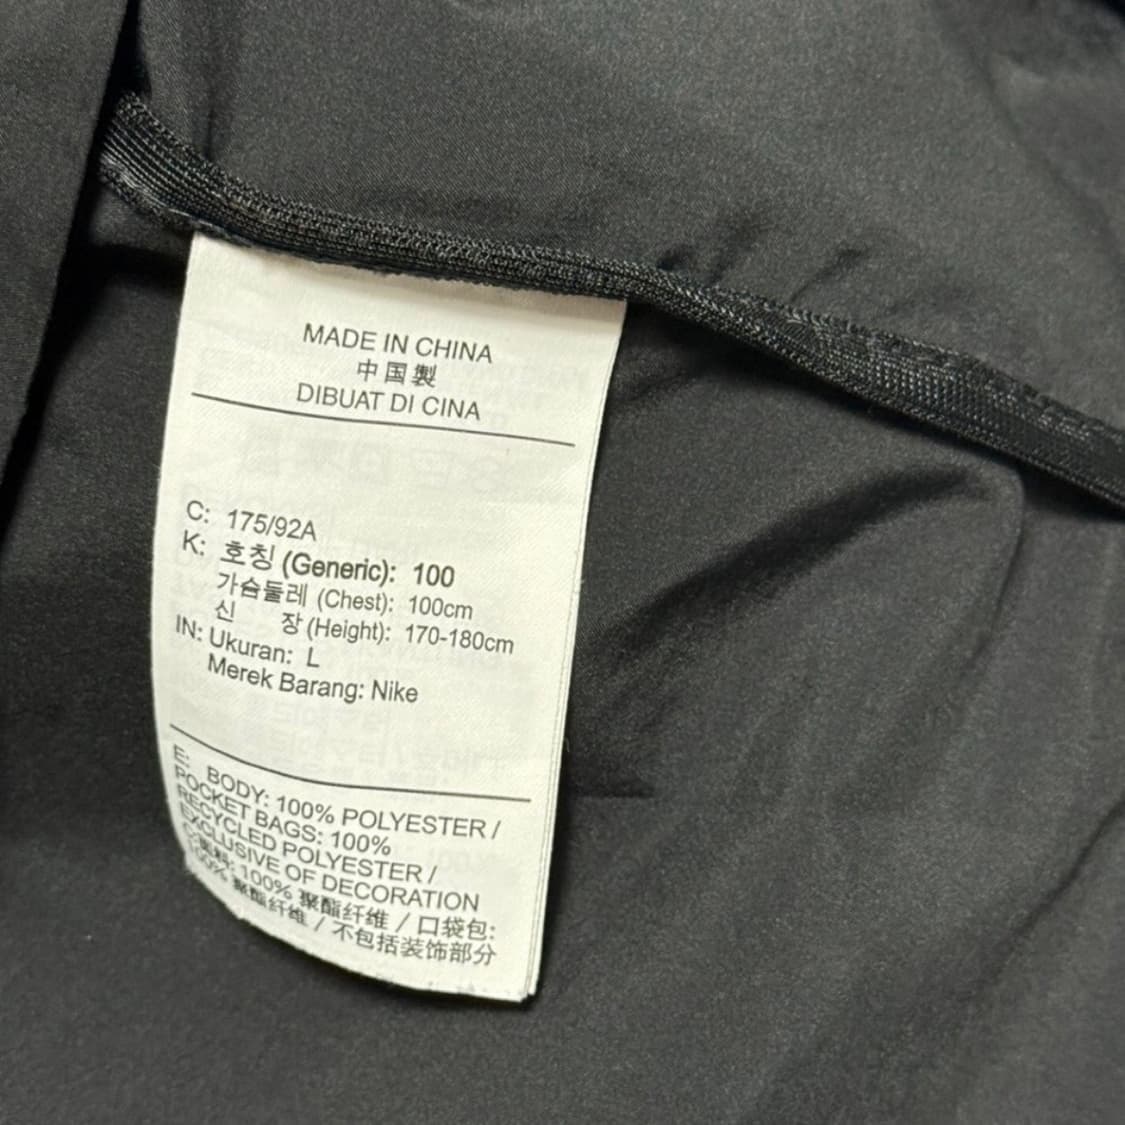 MADE IN CHINA
中国製
DIBUAT DI CINA
C: 175/92A
K: 호칭 (Generic): 100
가슴둘레 (Chest): 100cm
신 장 (Height): 170-180cm
IN: Ukuran: L
Merek Barang: Nike
E: BODY: 100% POLYESTER /
POCKET BAGS: 100%
RECYCLED POLYESTER /
EXCLUSIVE OF DECORATION
C:面料: 100% 聚酯纤维 / 口袋包:
100% 聚酯纤维 / 不包括装饰部分